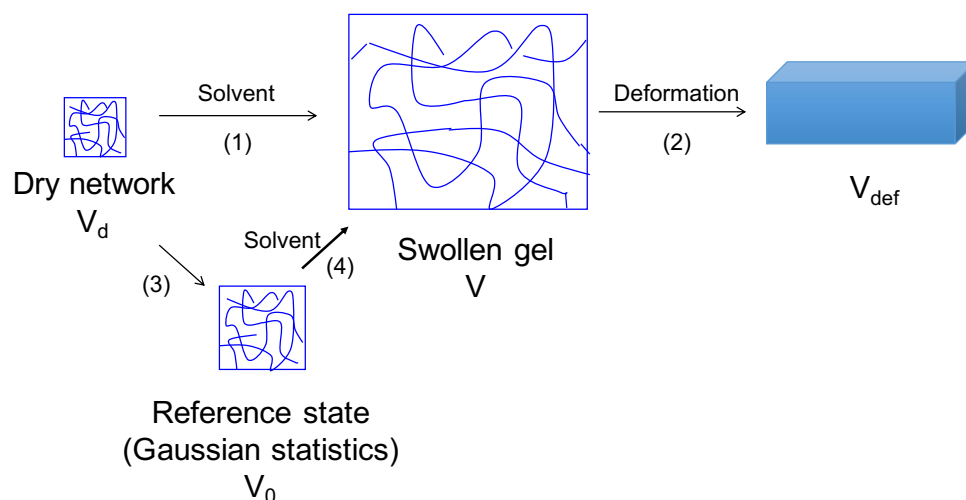 Solvent
(1)
Deformation
(2)
Dry network
V_d
V_def
Solvent
(3)
(4)
Swollen gel
V
Reference state
(Gaussian statistics)
V_0